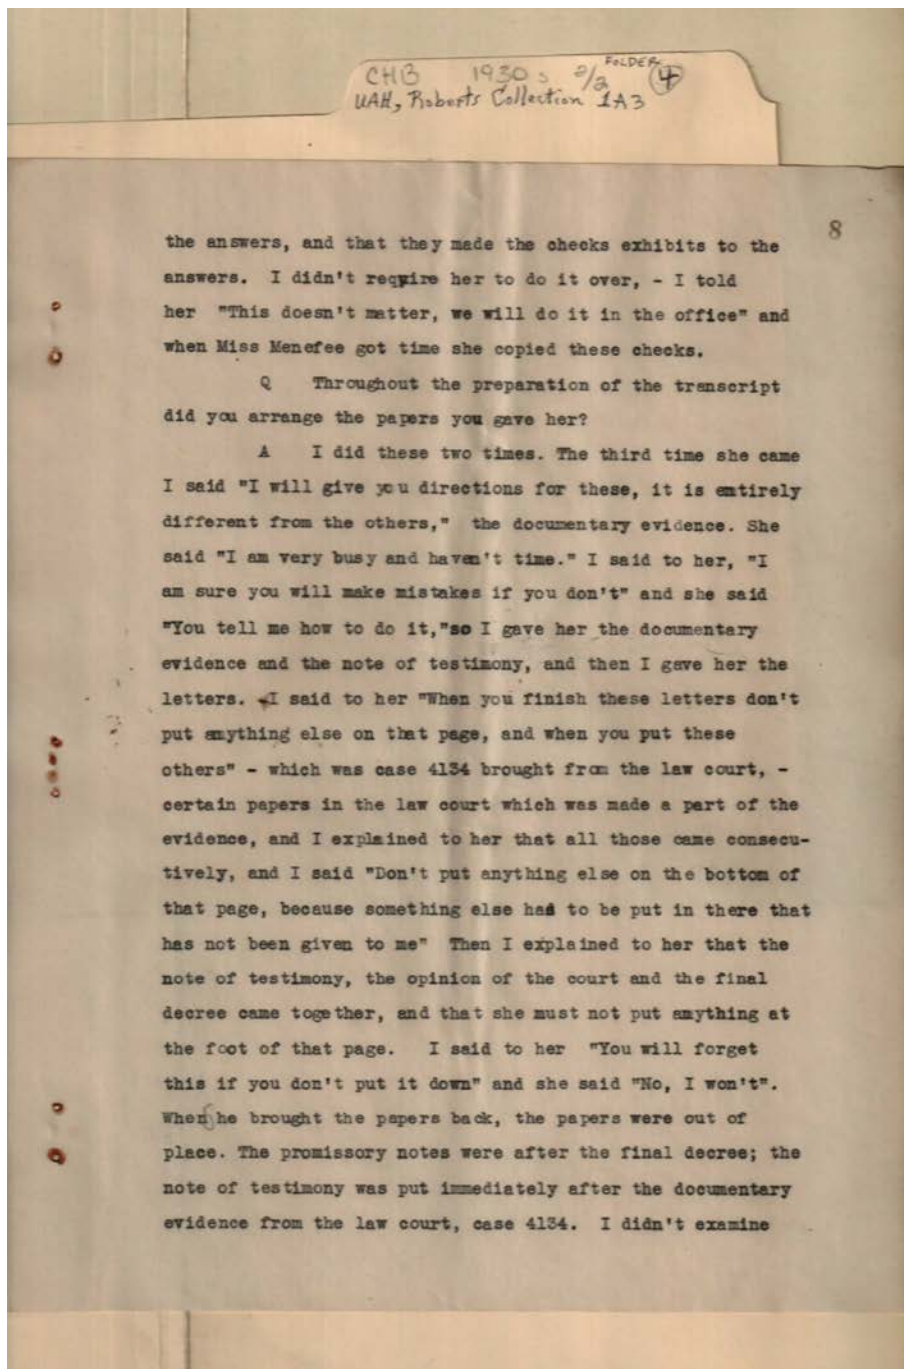 CHB 1930s 2/2 FOLDER 4
UAH, Roberts Collection 1A3
8
the answers, and that they made the checks exhibits to the
answers. I didn't require her to do it over, - I told
her "This doesn't matter, we will do it in the office" and
when Miss Menefee got time she copied these checks.
Q Throughout the preparation of the transcript
did you arrange the papers you gave her?
A I did these two times. The third time she came
I said "I will give you directions for these, it is entirely
different from the others," the documentary evidence. She
said "I am very busy and haven't time." I said to her, "I
am sure you will make mistakes if you don't" and she said
"You tell me how to do it,"so I gave her the documentary
evidence and the note of testimony, and then I gave her the
letters. I said to her "When you finish these letters don't
put anything else on that page, and when you put these
others" - which was case 4134 brought from the law court, -
certain papers in the law court which was made a part of the
evidence, and I explained to her that all those came consecu-
tively, and I said "Don't put anything else on the bottom of
that page, because something else had to be put in there that
has not been given to me" Then I explained to her that the
note of testimony, the opinion of the court and the final
decree came together, and that she must not put anything at
the foot of that page. I said to her "You will forget
this if you don't put it down" and she said "No, I won't".
When she brought the papers back, the papers were out of
place. The promissory notes were after the final decree; the
note of testimony was put immediately after the documentary
evidence from the law court, case 4134. I didn't examine